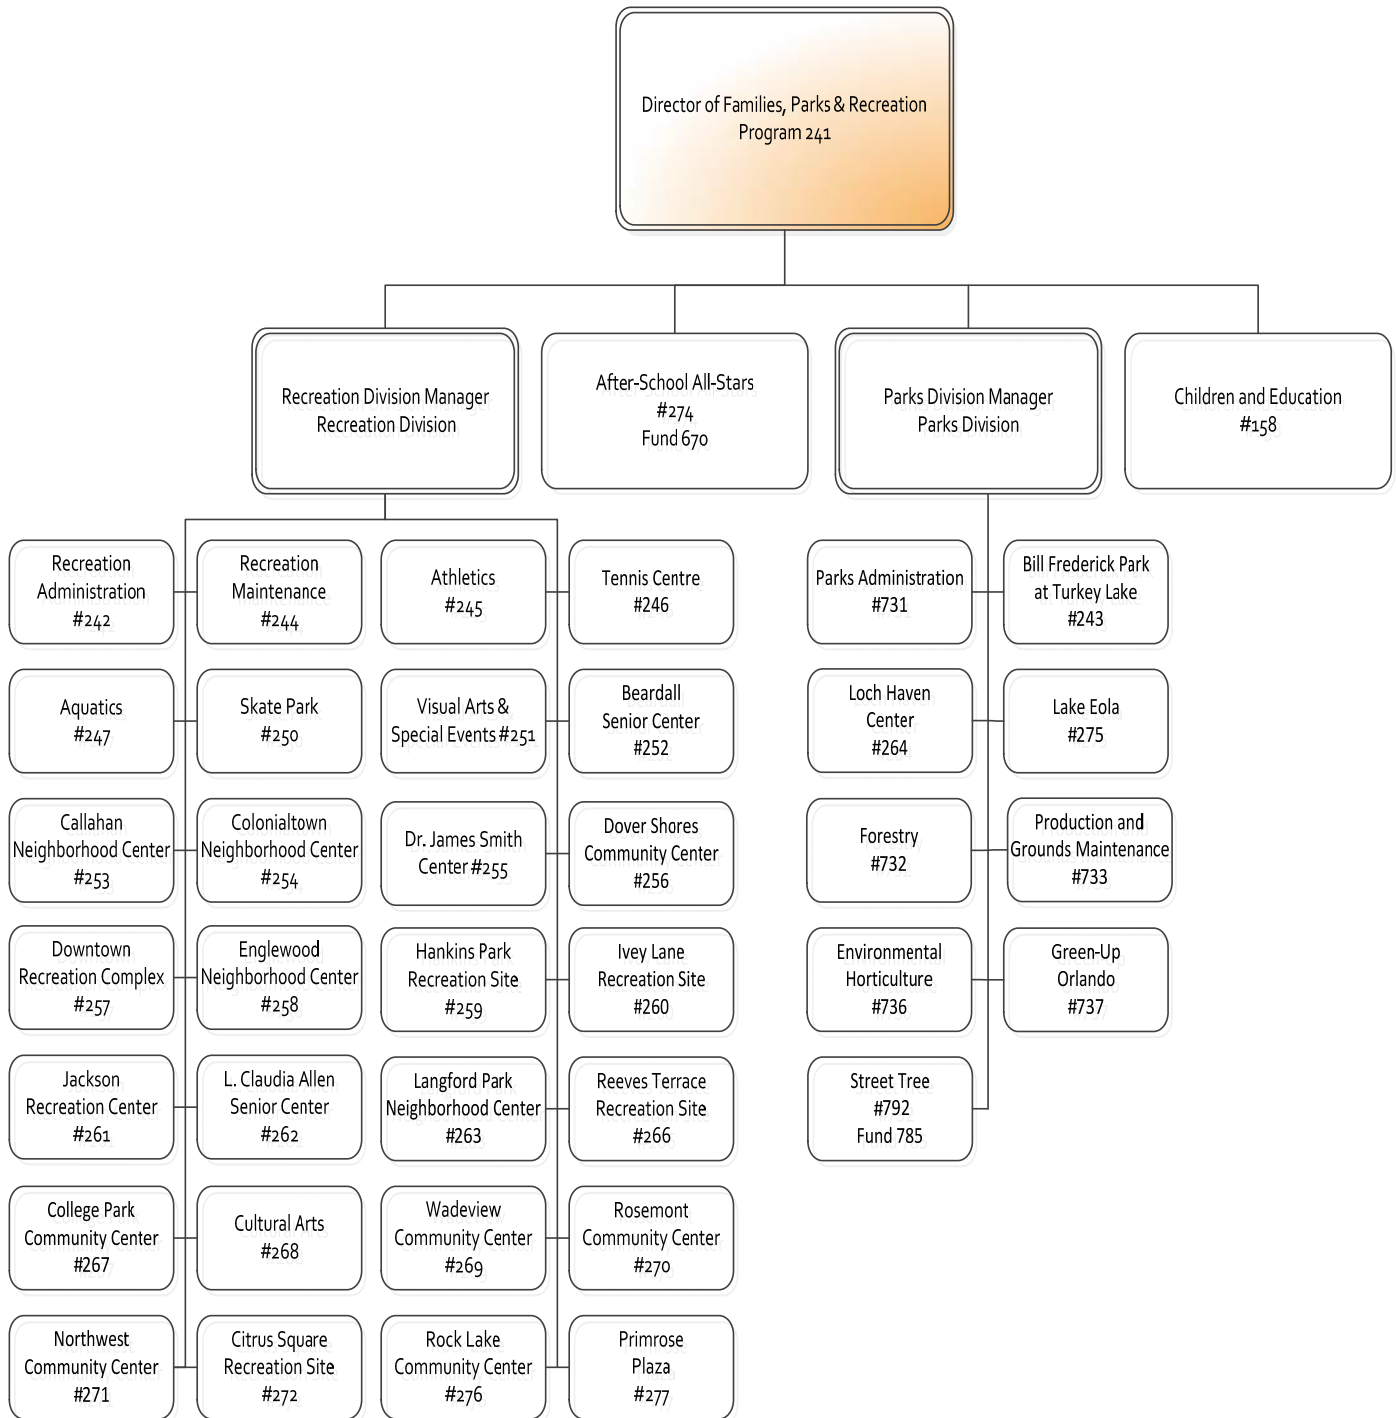 Director of Families, Parks & Recreation
Program 241
Recreation Division Manager
Recreation Division
After-School All-Stars
#274
Fund 670
Parks Division Manager
Parks Division
Children and Education
#158
Recreation
Administration
#242
Recreation
Maintenance
#244
Athletics
#245
Tennis Centre
#246
Parks Administration
#731
Bill Frederick Park
at Turkey Lake
#243
Aquatics
#247
Skate Park
#250
Visual Arts &
Special Events #251
Beardall
Senior Center
#252
Loch Haven
Center
#264
Lake Eola
#275
Callahan
Neighborhood Center
#253
Colonialtown
Neighborhood Center
#254
Dr. James Smith
Center #255
Dover Shores
Community Center
#256
Forestry
#732
Production and
Grounds Maintenance
#733
Downtown
Recreation Complex
#257
Englewood
Neighborhood Center
#258
Hankins Park
Recreation Site
#259
Ivey Lane
Recreation Site
#260
Environmental
Horticulture
#736
Green-Up
Orlando
#737
Jackson
Recreation Center
#261
L. Claudia Allen
Senior Center
#262
Langford Park
Neighborhood Center
#263
Reeves Terrace
Recreation Site
#266
Street Tree
#792
Fund 785
College Park
Community Center
#267
Cultural Arts
#268
Wadeview
Community Center
#269
Rosemont
Community Center
#270
Northwest
Community Center
#271
Citrus Square
Recreation Site
#272
Rock Lake
Community Center
#276
Primrose
Plaza
#277